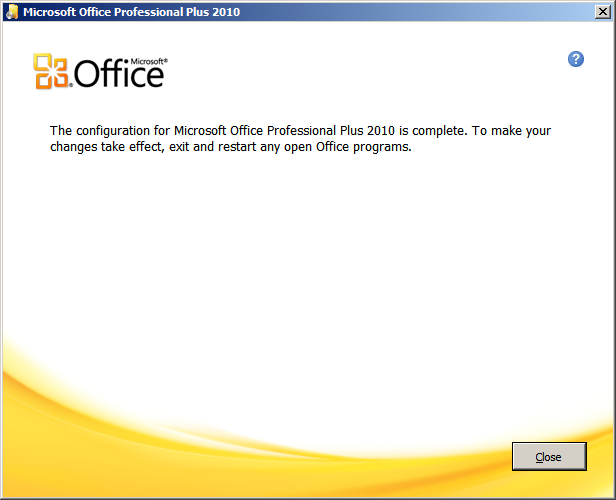 Microsoft Office Professional Plus 2010
Microsoft®
Office
The configuration for Microsoft Office Professional Plus 2010 is complete. To make your
changes take effect, exit and restart any open Office programs.
Close